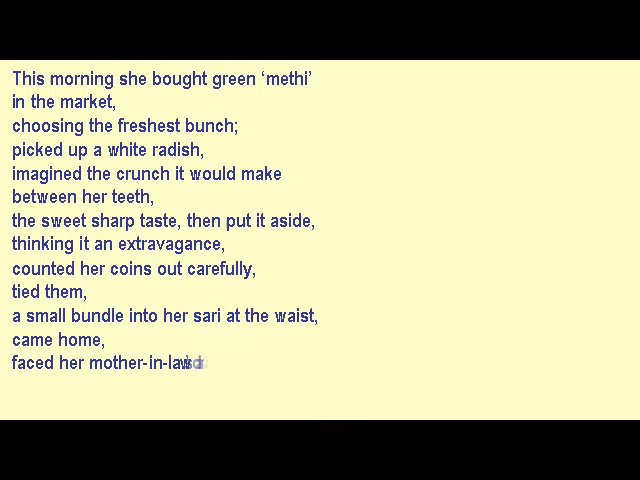 This morning she bought green ‘methi’
in the market,
choosing the freshest bunch;
picked up a white radish,
imagined the crunch it would make
between her teeth,
the sweet sharp taste, then put it aside,
thinking it an extravagance,
counted her coins out carefully,
tied them,
a small bundle into her sari at the waist,
came home,
faced her mother-in-law